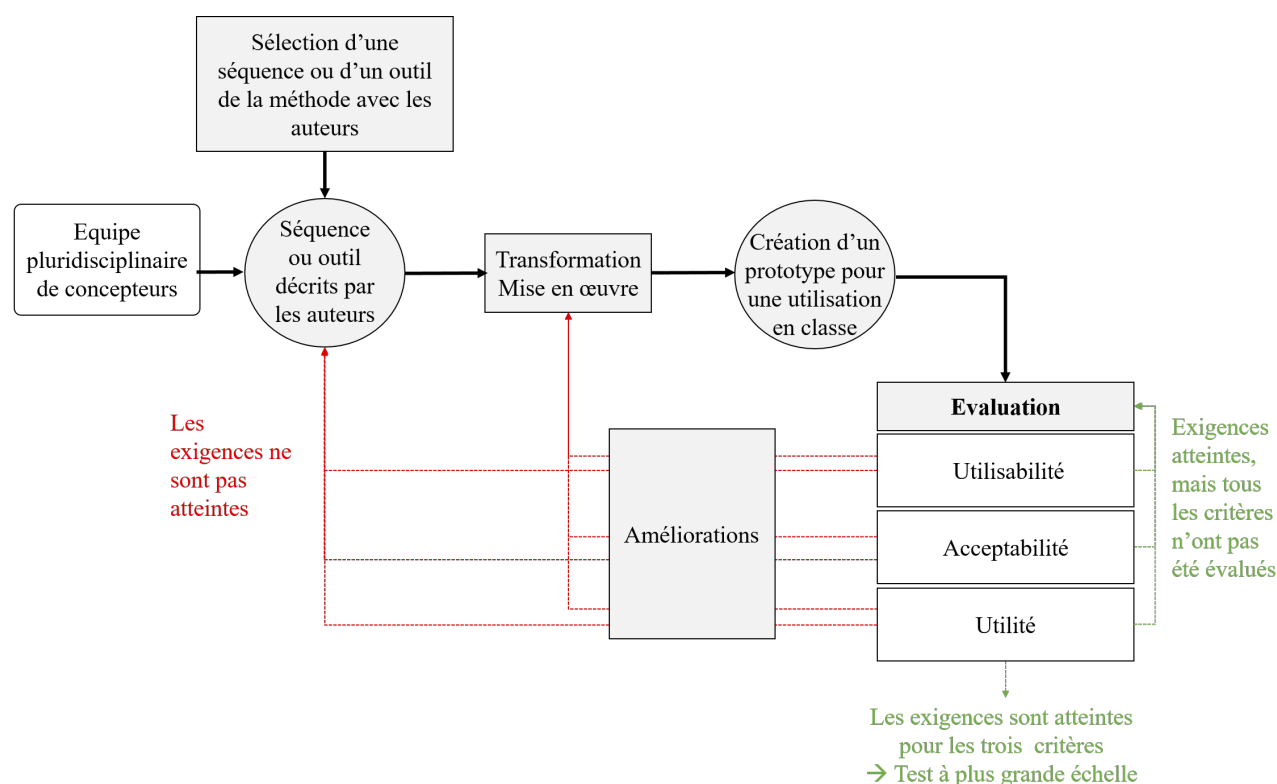 Sélection d’une
séquence ou d’un outil
de la méthode avec les
auteurs
Equipe
pluridisciplinaire
de concepteurs
Séquence
ou outil
décrits par
les auteurs
Transformation
Mise en œuvre
Création d’un
prototype pour
une utilisation
en classe
Les
exigences ne
sont pas
atteintes
Améliorations
Evaluation
Utilisabilité
Acceptabilité
Utilité
Exigences
atteintes,
mais tous
les critères
n’ont pas
été évalués
Les exigences sont atteintes
pour les trois critères
→ Test à plus grande échelle